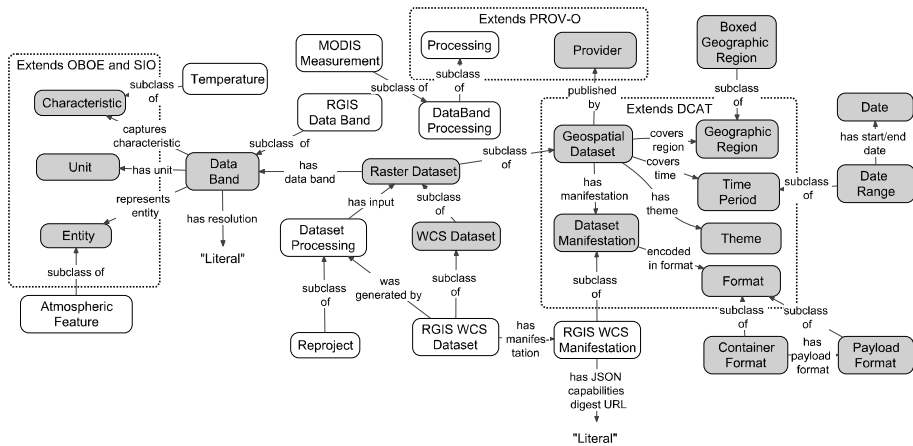 Extends PROV-O
Processing
Provider
subclass
of
DataBand
Processing
published
by
MODIS
Measurement
subclass
of
RGIS
Data Band
subclass of
Extends OBOE and SIO
Temperature
subclass
of
Characteristic
captures
characteristic
Unit
has unit
Data
Band
represents
entity
Entity
has resolution
"Literal"
subclass of
Atmospheric
Feature
has
data band
Raster Dataset
subclass
of
has input
subclass
of
Dataset
Processing
WCS Dataset
subclass
of
was
generated by
subclass
of
Reproject
RGIS WCS
Dataset
has
manifes-
tation
RGIS WCS
Manifestation
subclass
of
has JSON
capabilities
digest URL
"Literal"
Boxed
Geographic
Region
subclass
of
Extends DCAT
Geospatial
Dataset
covers
region
Geographic
Region
covers
time
Time
Period
has
manifestation
has
theme
Theme
Dataset
Manifestation
encoded
in format
Format
Date
has start/end
date
Date
Range
subclass
of
subclass
of
subclass
of
Container
Format
has
payload
format
Payload
Format